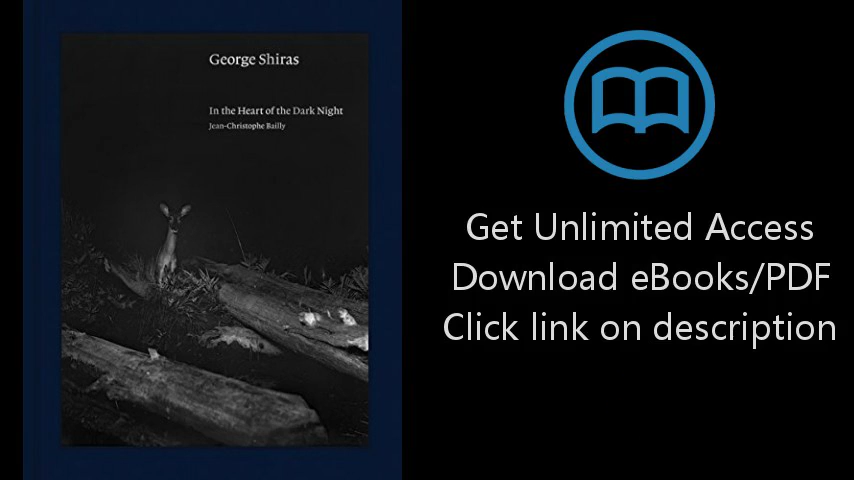 George Shiras
In the Heart of the Dark Night
Jean-Christophe Bailly
Get Unlimited Access
Download eBooks/PDF
Click link on description